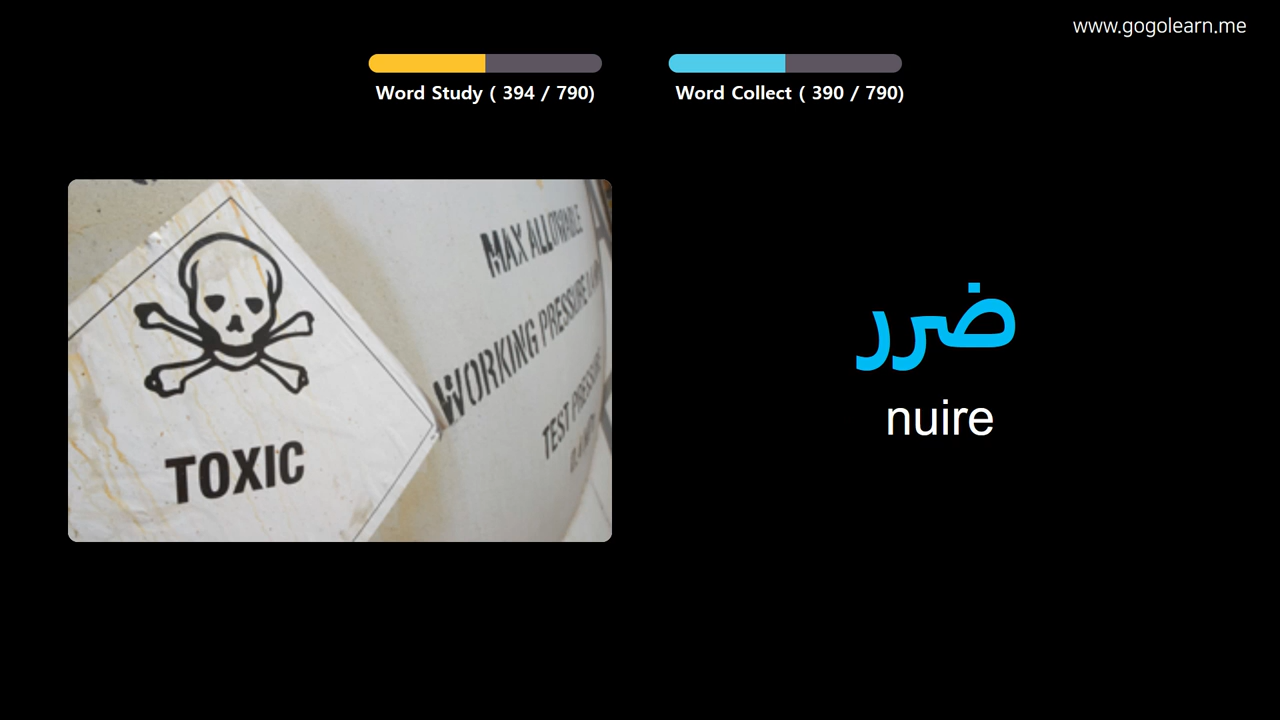 www.gogolearn.me
Word Study ( 394 / 790)
Word Collect ( 390 / 790)
MAX ALLOWABLE
WORKING PRESSURE
TEST PRESSURE
TOXIC
ضرر
nuire